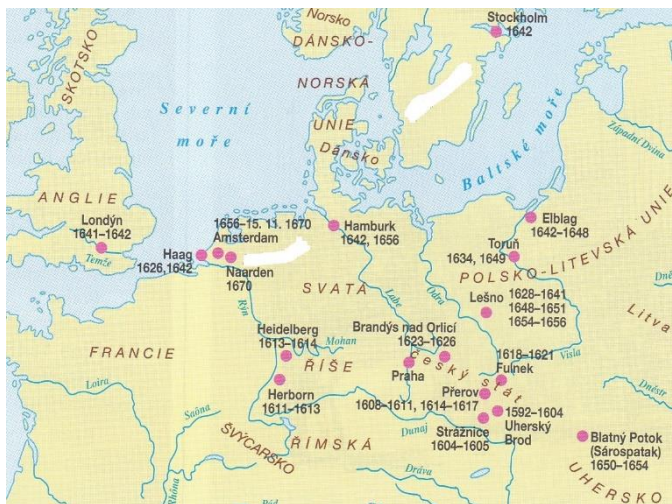 Stockholm
1642
Norsko
DÁNSKO-
NORSKÁ
UNIE
Dánsko
SKOTSKO
Severní
moře
Baltské moře
Západní Dvina
ANGLIE
Londýn
1641–1642
Temže
1656–15. 11. 1670
Amsterdam
Haag
1626,1642
Naarden
1670
Hamburk
1642, 1656
Elbląg
1642–1648
Toruň
1634, 1649
POLSKO-LITEVSKÁ UNIE
Litva
Lešno
1628–1641
1648–1651
1654–1656
SVATÁ
Labe
Odra
Rýn
Heidelberg
1613–1614
Mohan
Brandýs nad Orlicí
1623–1626
1618–1621
Fulnek
Visla
FRANCIE
ŘÍŠE
český stát
Praha
1608–1611, 1614–1617
Přerov
Herborn
1611–1613
Loira
Saôna
1592–1604
Uherský
Brod
Strážnice
1604–1605
Dněstr
ŠVÝCARSKO
ŘÍMSKÁ
Dunaj
Blatný Potok
(Sárospatak)
1650–1654
UHERSKO
Dráva
Rhôna